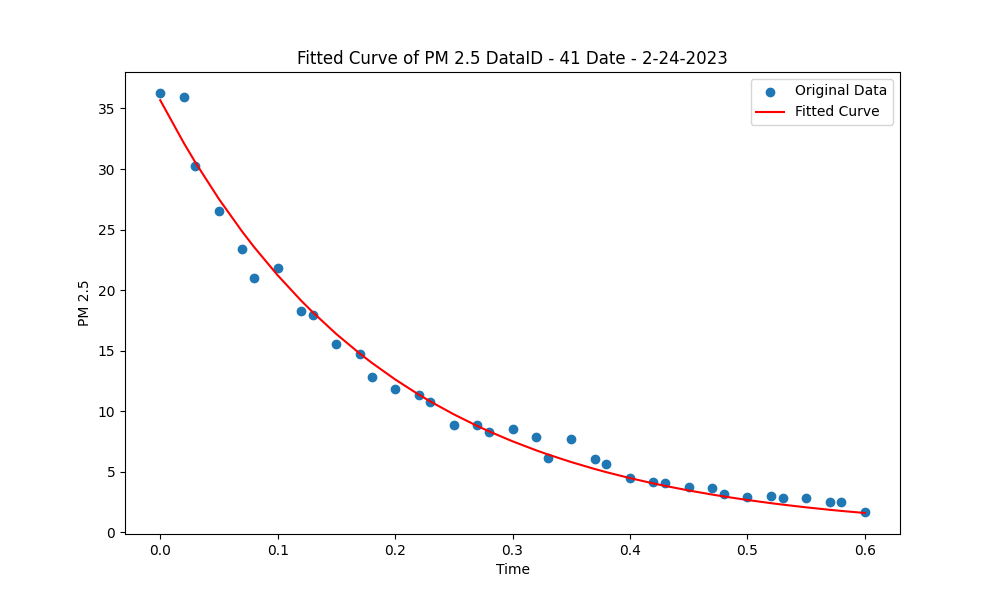 Fitted Curve of PM 2.5 DataID - 41 Date - 2-24-2023
Original Data
Fitted Curve
35
30
25
20
15
10
5
0
PM 2.5
0.0 0.1 0.2 0.3 0.4 0.5 0.6
Time